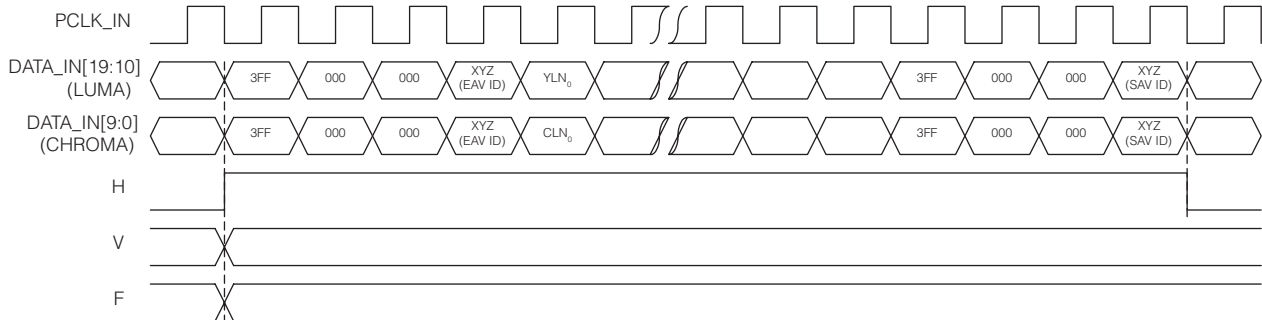 PCLK_IN
DATA_IN[19:10]
(LUMA)
3FF 000 000 XYZ (EAV ID) YLN0 3FF 000 000 XYZ (SAV ID)
DATA_IN[9:0]
(CHROMA)
3FF 000 000 XYZ (EAV ID) CLN0 3FF 000 000 XYZ (SAV ID)
H
V
F